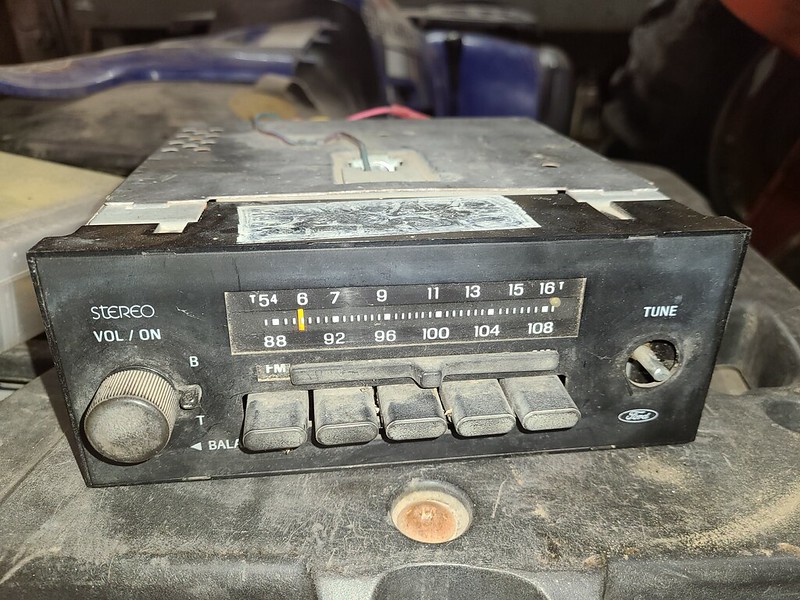 STEREO
VOL / ON
B
T
◄ BALA
54 6 7 9 11 13 15 16
88 92 96 100 104 108
FM
TUNE
Ford